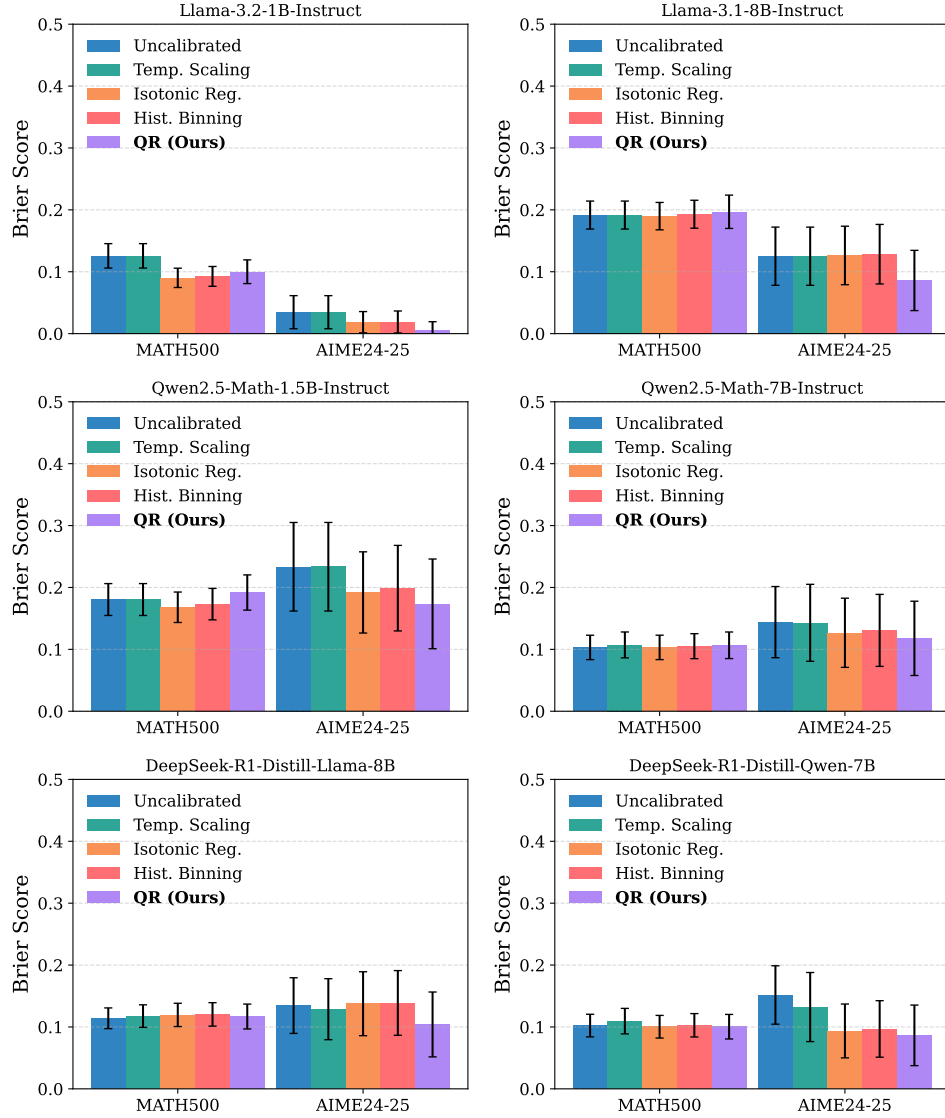 Llama-3.2-1B-Instruct
Brier Score
0.5
0.4
0.3
0.2
0.1
0.0
Uncalibrated
Temp. Scaling
Isotonic Reg.
Hist. Binning
QR (Ours)
MATH500 AIME24-25
Llama-3.1-8B-Instruct
Brier Score
0.5
0.4
0.3
0.2
0.1
0.0
Uncalibrated
Temp. Scaling
Isotonic Reg.
Hist. Binning
QR (Ours)
MATH500 AIME24-25
Qwen2.5-Math-1.5B-Instruct
Brier Score
0.5
0.4
0.3
0.2
0.1
0.0
Uncalibrated
Temp. Scaling
Isotonic Reg.
Hist. Binning
QR (Ours)
MATH500 AIME24-25
Qwen2.5-Math-7B-Instruct
Brier Score
0.5
0.4
0.3
0.2
0.1
0.0
Uncalibrated
Temp. Scaling
Isotonic Reg.
Hist. Binning
QR (Ours)
MATH500 AIME24-25
DeepSeek-R1-Distill-Llama-8B
Brier Score
0.5
0.4
0.3
0.2
0.1
0.0
Uncalibrated
Temp. Scaling
Isotonic Reg.
Hist. Binning
QR (Ours)
MATH500 AIME24-25
DeepSeek-R1-Distill-Qwen-7B
Brier Score
0.5
0.4
0.3
0.2
0.1
0.0
Uncalibrated
Temp. Scaling
Isotonic Reg.
Hist. Binning
QR (Ours)
MATH500 AIME24-25